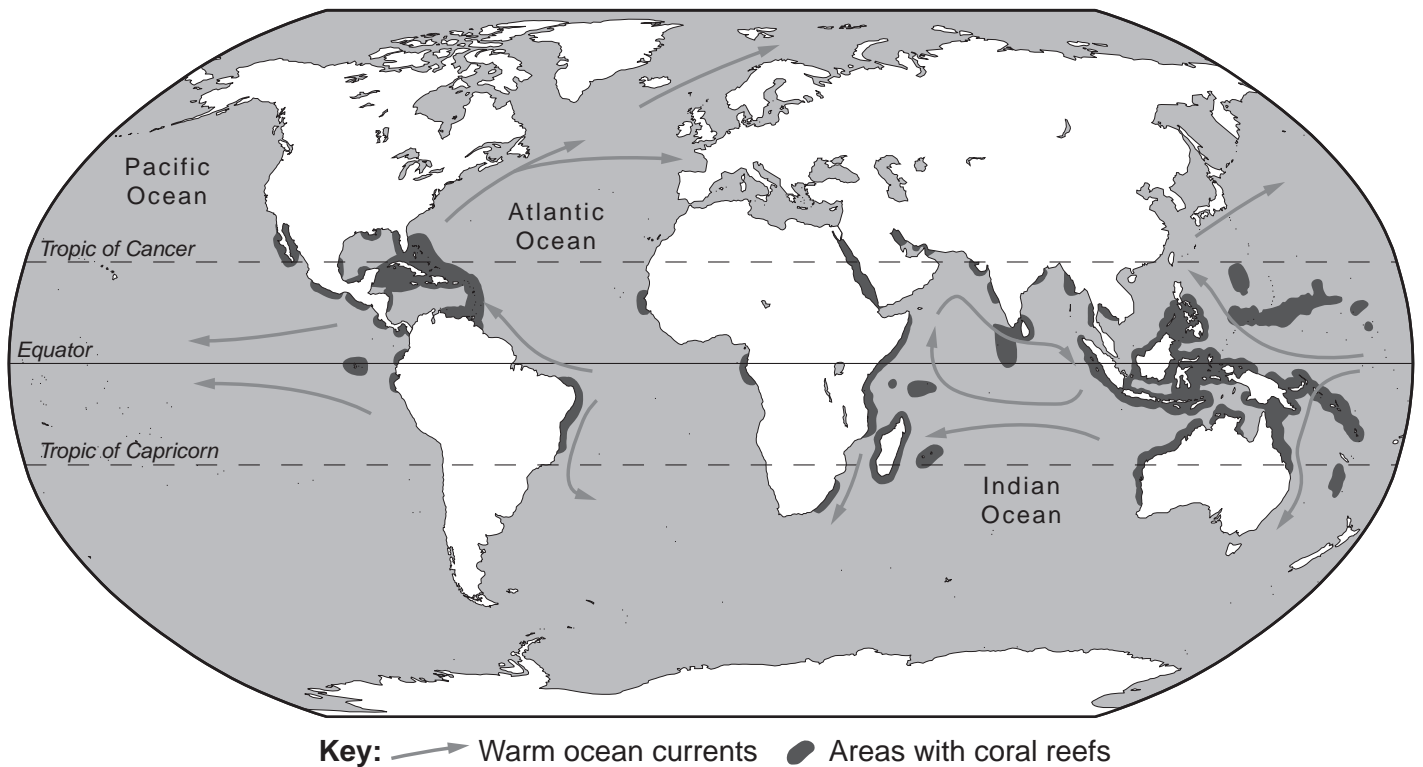 Pacific
Ocean
Atlantic
Ocean
Tropic of Cancer
Equator
Tropic of Capricorn
Indian
Ocean
Key: Warm ocean currents Areas with coral reefs